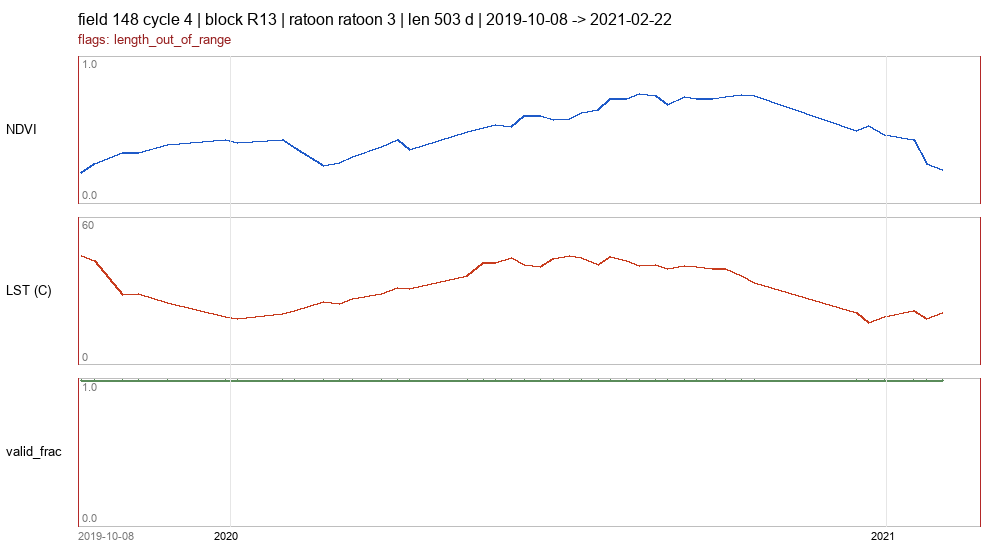 field 148 cycle 4 | block R13 | ratoon ratoon 3 | len 503 d | 2019-10-08 -> 2021-02-22
flags: length_out_of_range
1.0
NDVI
0.0
60
LST (C)
0
1.0
valid_frac
0.0
2019-10-08 2020 2021